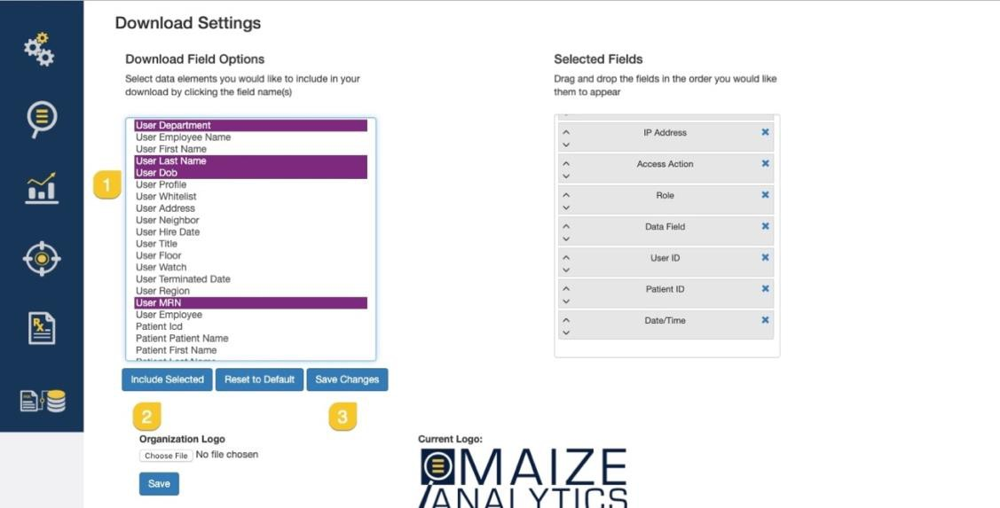 Download Settings
Download Field Options
Select data elements you would like to include in your
download by clicking the field name(s)
User Department
User Employee Name
User First Name
User Last Name
User Dob
User Profile
User Whitelist
User Address
User Neighbor
User Hire Date
User Title
User Floor
User Watch
User Terminated Date
User Region
User MRN
User Employee
Patient Icd
Patient Patient Name
Patient First Name
Patient Last Name
1
Include Selected
Reset to Default
Save Changes
2
3
Selected Fields
Drag and drop the fields in the order you would like
them to appear
IP Address
Access Action
Role
Data Field
User ID
Patient ID
Date/Time
Organization Logo
Choose File No file chosen
Save
Current Logo:
MAIZE
ANALYTICS
Rx